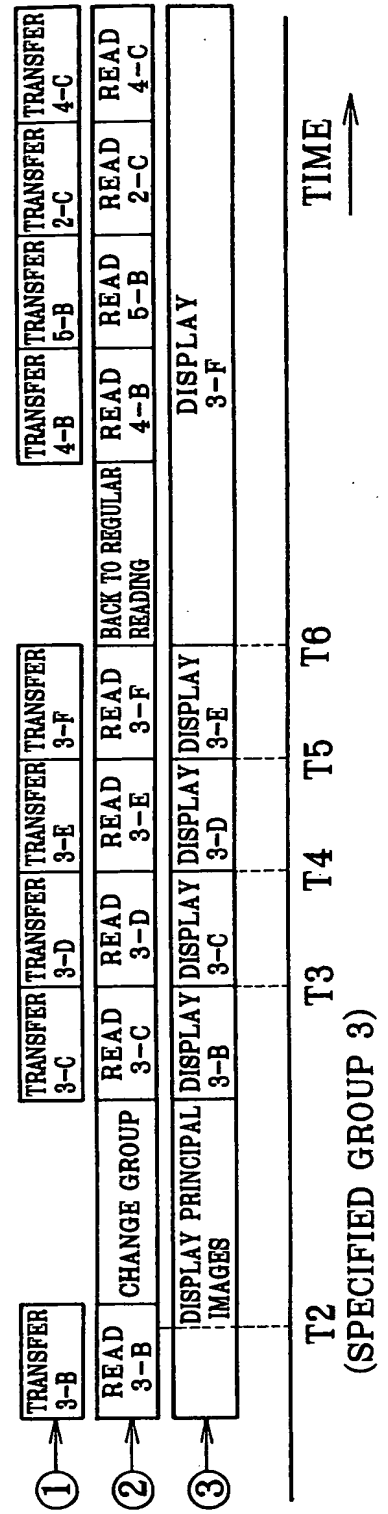 ①
TRANSFER
3-B
TRANSFER
3-C
TRANSFER
3-D
TRANSFER
3-E
TRANSFER
3-F
TRANSFER
4-B
TRANSFER
5-B
TRANSFER
2-C
TRANSFER
4-C
②
READ
3-B
CHANGE GROUP
READ
3-C
READ
3-D
READ
3-E
READ
3-F
BACK TO REGULAR
READING
READ
4-B
READ
5-B
READ
2-C
READ
4-C
③
DISPLAY PRINCIPAL
IMAGES
DISPLAY
3-B
DISPLAY
3-C
DISPLAY
3-D
DISPLAY
3-E
DISPLAY
3-F
T2
T3
T4
T5
T6
TIME
(SPECIFIED GROUP 3)